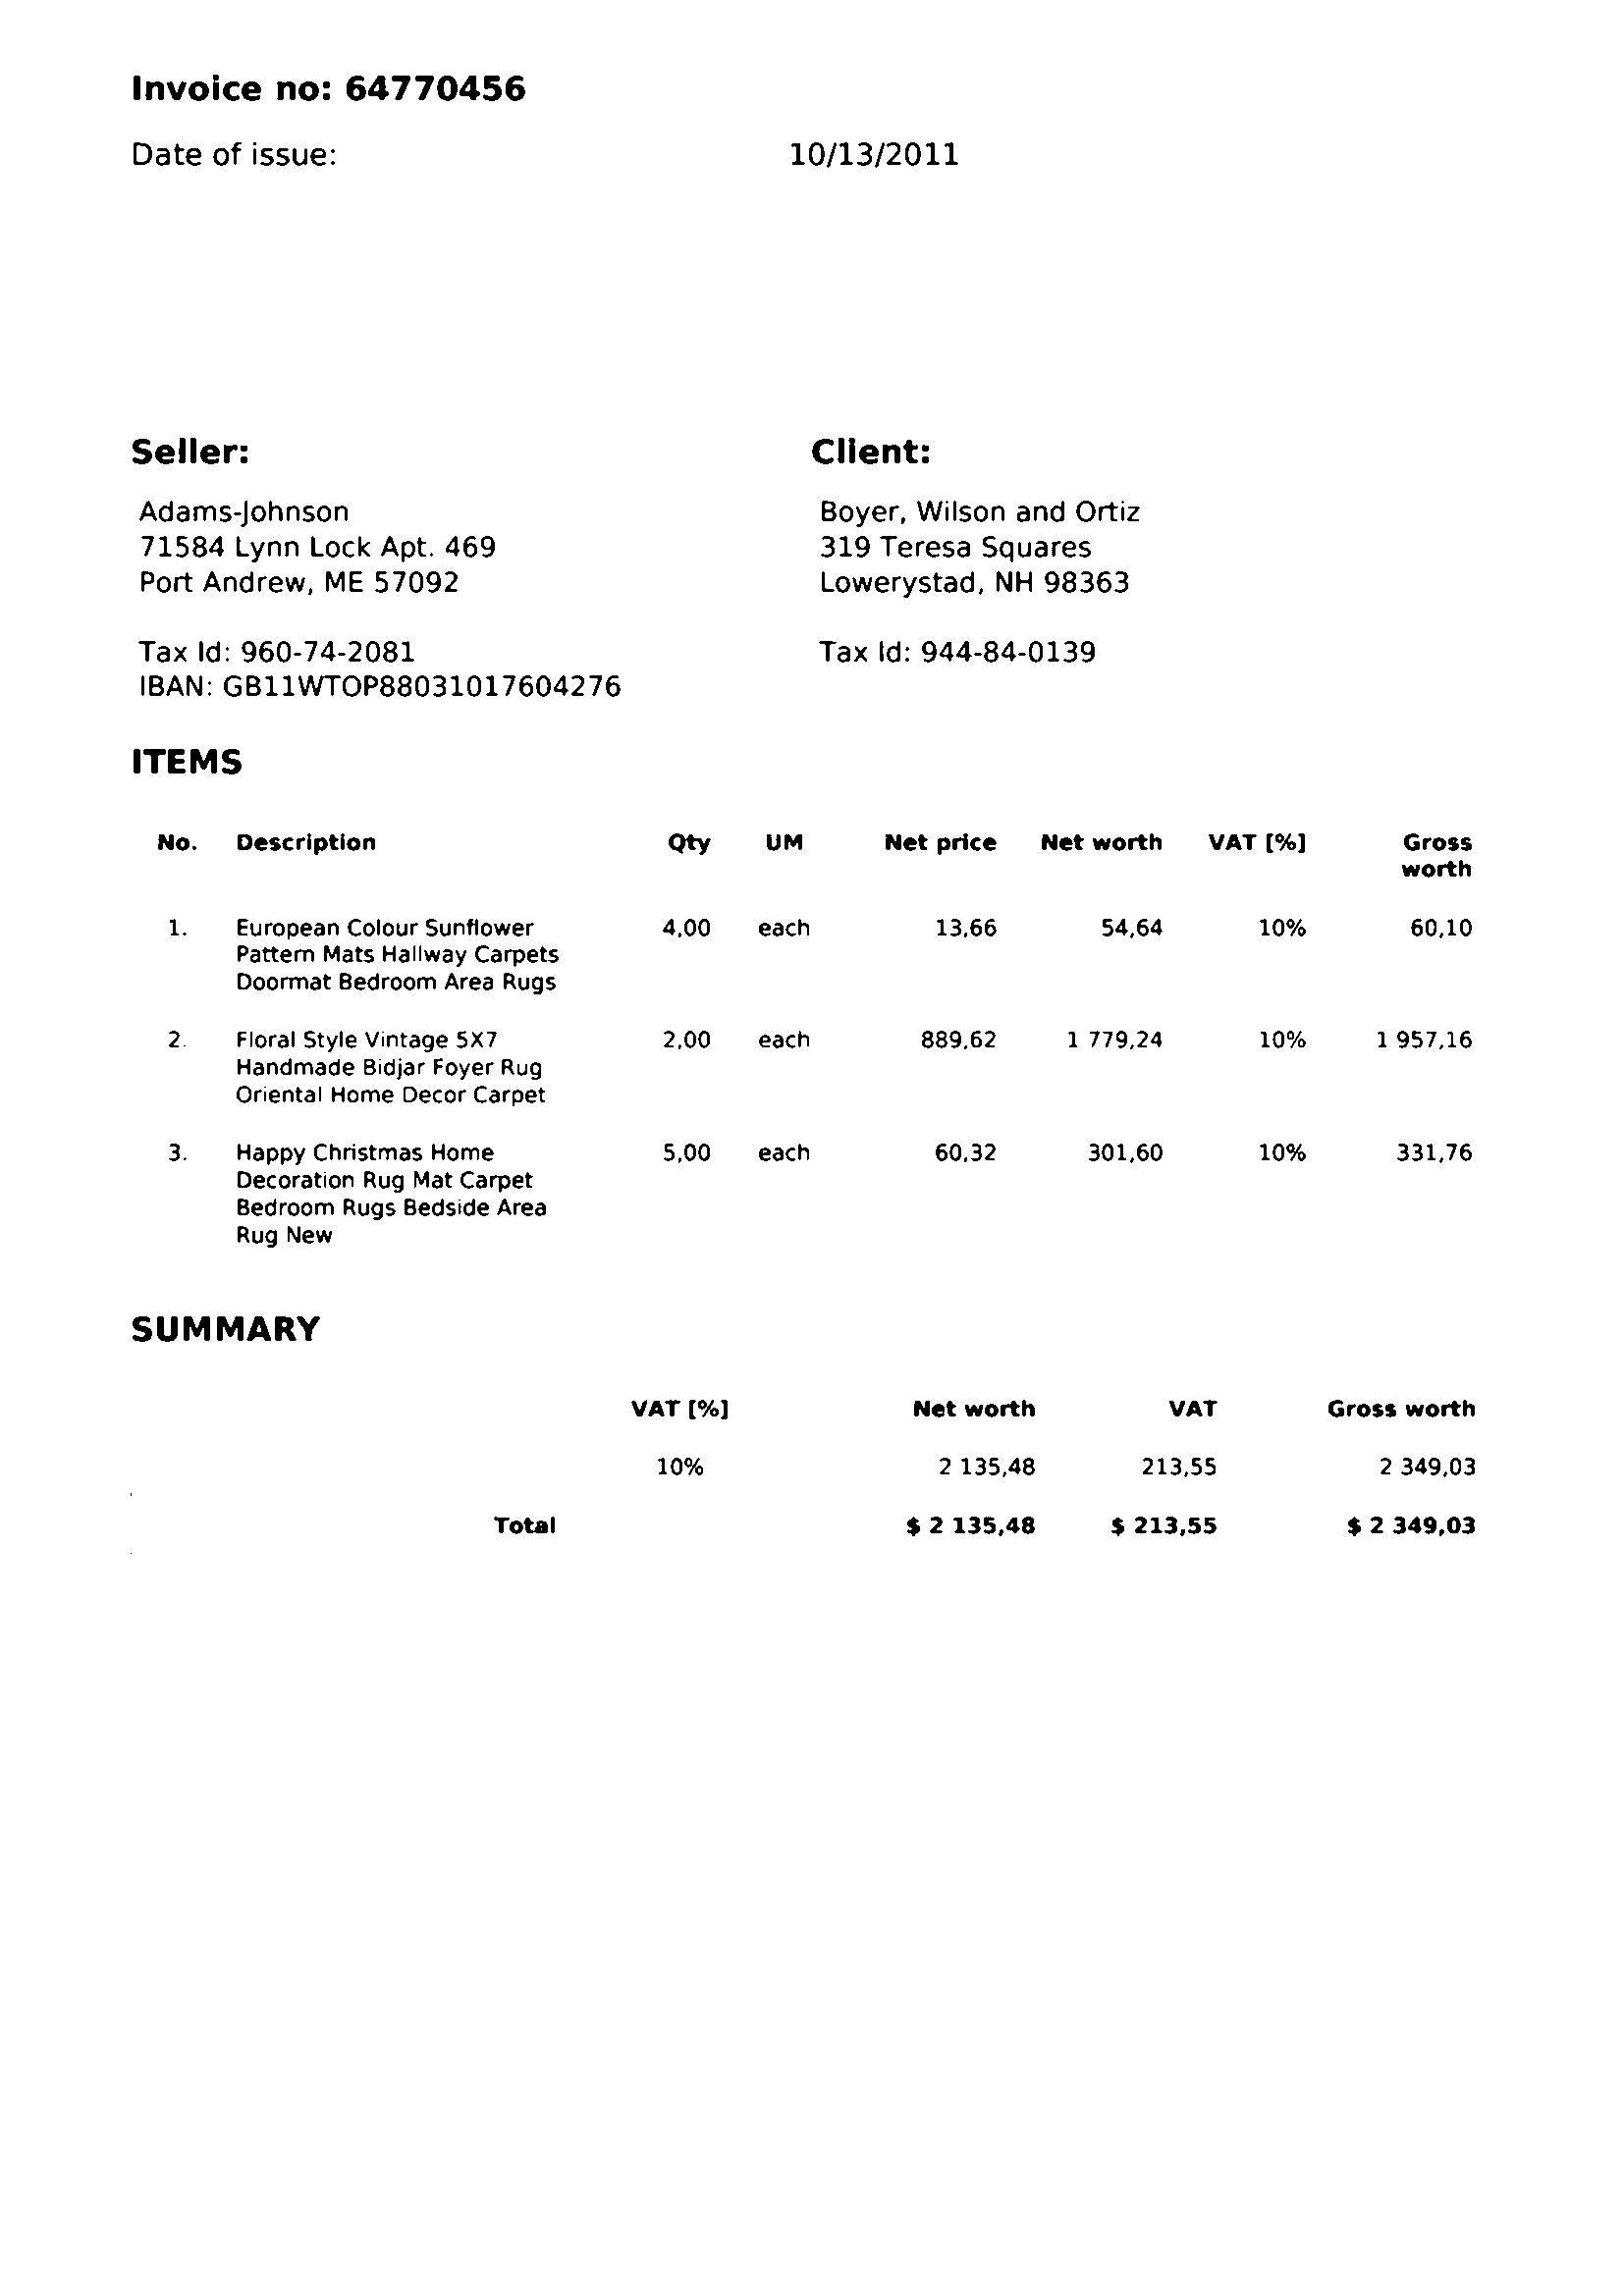 Invoice no: 64770456
Date of issue: 10/13/2011
Seller:
Adams-Johnson
71584 Lynn Lock Apt. 469
Port Andrew, ME 57092
Tax Id: 960-74-2081
IBAN: GB11WTOP88031017604276
Client:
Boyer, Wilson and Ortiz
319 Teresa Squares
Lowerystad, NH 98363
Tax Id: 944-84-0139
ITEMS
No. Description Qty UM Net price Net worth VAT [%] Gross
worth
1. European Colour Sunflower 4,00 each 13,66 54,64 10% 60,10
Pattern Mats Hallway Carpets
Doormat Bedroom Area Rugs
2. Floral Style Vintage 5X7 2,00 each 889,62 1 779,24 10% 1 957,16
Handmade Bidjar Foyer Rug
Oriental Home Decor Carpet
3. Happy Christmas Home 5,00 each 60,32 301,60 10% 331,76
Decoration Rug Mat Carpet
Bedroom Rugs Bedside Area
Rug New
SUMMARY
VAT [%] Net worth VAT Gross worth
10% 2 135,48 213,55 2 349,03
Total $ 2 135,48 $ 213,55 $ 2 349,03